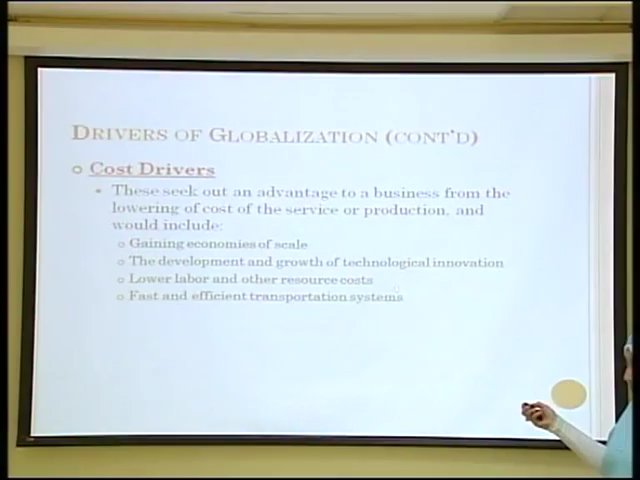 DRIVERS OF GLOBALIZATION (CONT'D)
Cost Drivers
These seek out an advantage to a business from the
lowering of cost of the service or production, and
would include:
Gaining economies of scale
The development and growth of technological innovation
Lower labor and other resource costs
Fast and efficient transportation systems